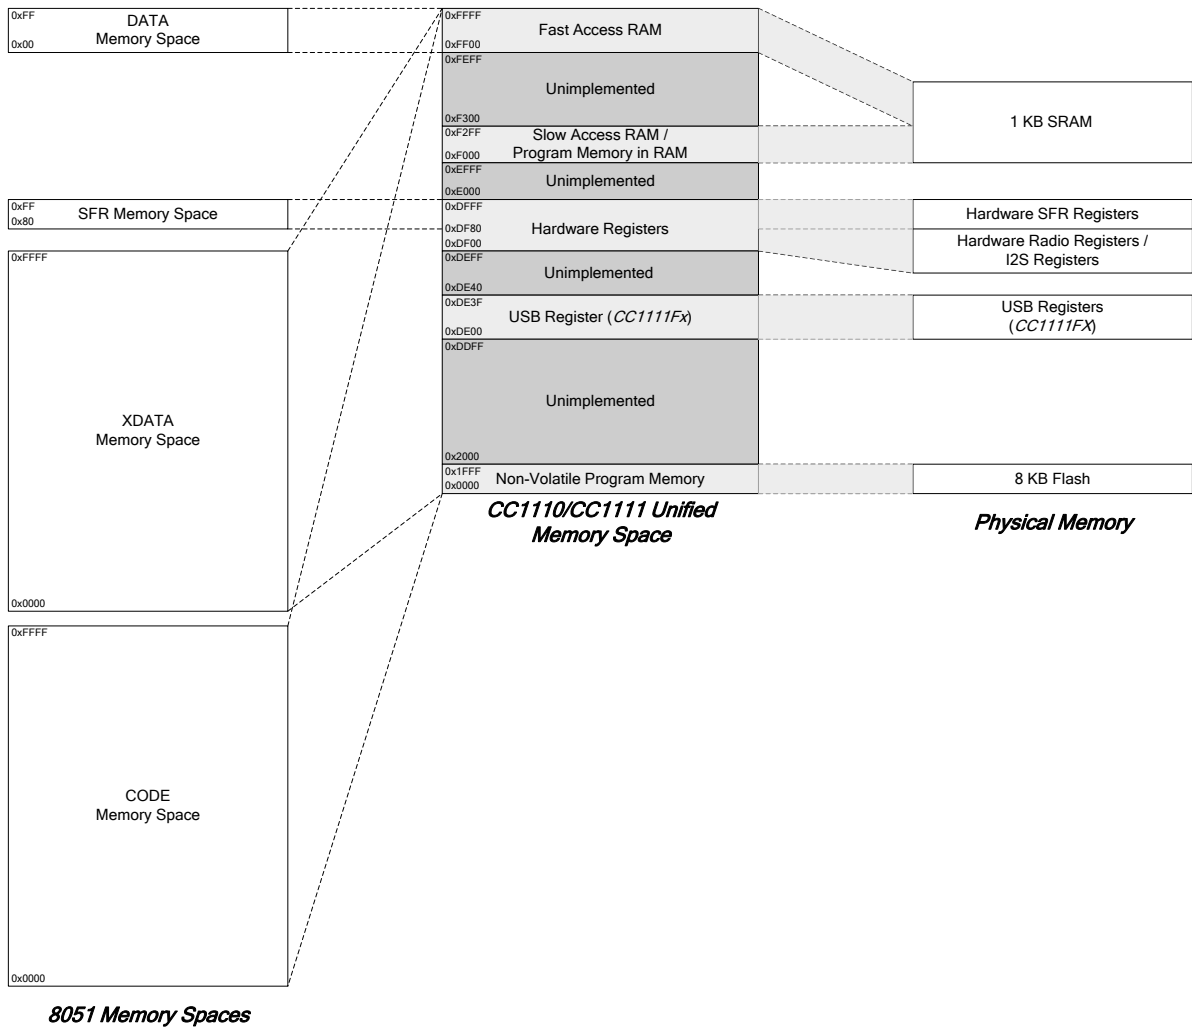 0xFF
DATA
Memory Space
0x00
0xFF
SFR Memory Space
0x80
0xFFFF
XDATA
Memory Space
0x0000
0xFFFF
CODE
Memory Space
0x0000
8051 Memory Spaces
0xFFFF
Fast Access RAM
0xFF00
0xFEFF
Unimplemented
0xF300
0xF2FF
Slow Access RAM /
Program Memory in RAM
0xF000
0xEFFF
Unimplemented
0xE000
0xDFFF
Hardware Registers
0xDF80
0xDF00
0xDEFF
Unimplemented
0xDE40
0xDE3F
USB Register (CC1111Fx)
0xDE00
0xDDFF
Unimplemented
0x2000
0x1FFF
Non-Volatile Program Memory
0x0000
CC1110/CC1111 Unified
Memory Space
1 KB SRAM
Hardware SFR Registers
Hardware Radio Registers /
I2S Registers
USB Registers
(CC1111FX)
8 KB Flash
Physical Memory